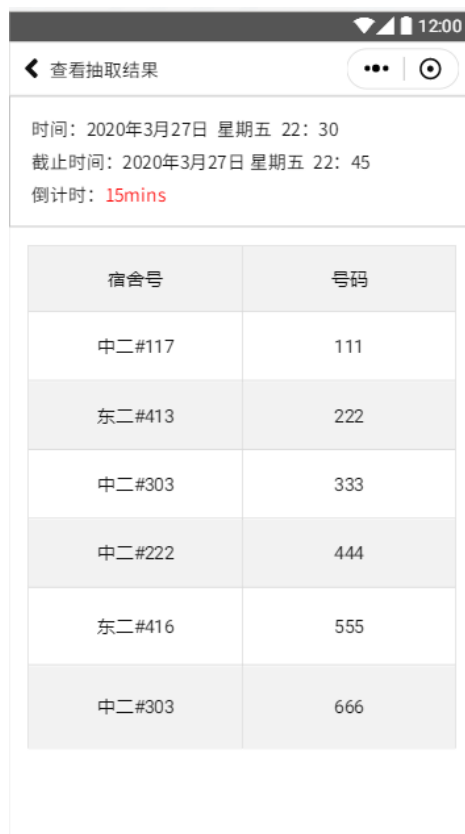 12:00
查看抽取结果
时间：2020年3月27日 星期五 22：30
截止时间：2020年3月27日 星期五 22：45
倒计时：15mins
宿舍号 号码
中二#117 111
东二#413 222
中二#303 333
中二#222 444
东二#416 555
中二#303 666